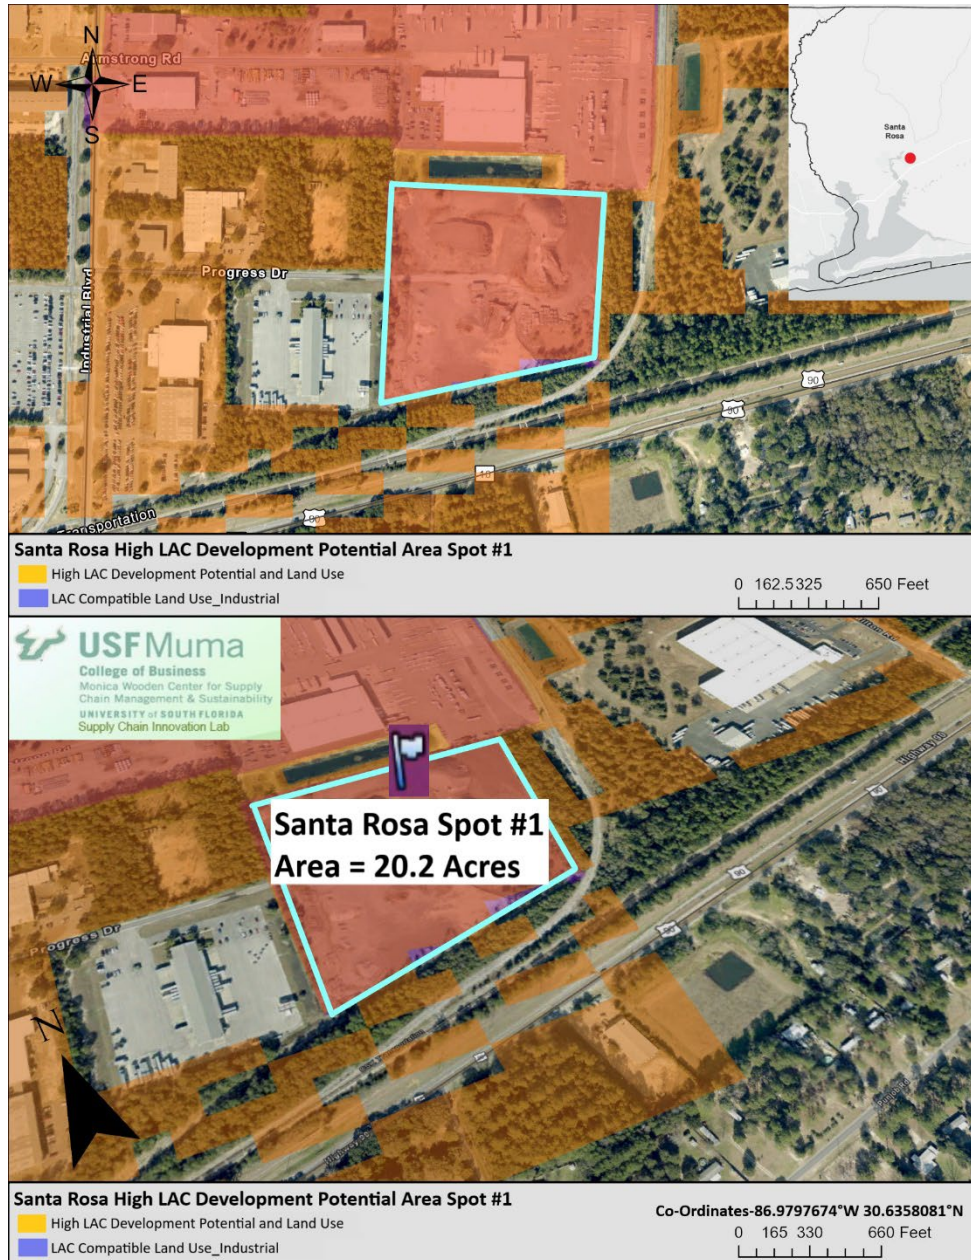 N
Armstrong Rd
W
E
S
Santa
Rosa
Progress Dr
Industrial Blvd
90
90
10
90
Transportation
Santa Rosa High LAC Development Potential Area Spot #1
High LAC Development Potential and Land Use
LAC Compatible Land Use_Industrial
0 162.5 325 650 Feet
USF Muma
College of Business
Monica Wooden Center for Supply
Chain Management & Sustainability
UNIVERSITY of SOUTH FLORIDA
Supply Chain Innovation Lab
90
90
90
Santa Rosa Spot #1
Area = 20.2 Acres
Progress Dr
N
Santa Rosa High LAC Development Potential Area Spot #1
High LAC Development Potential and Land Use
LAC Compatible Land Use_Industrial
Co-Ordinates-86.9797674°W 30.6358081°N
0 165 330 660 Feet